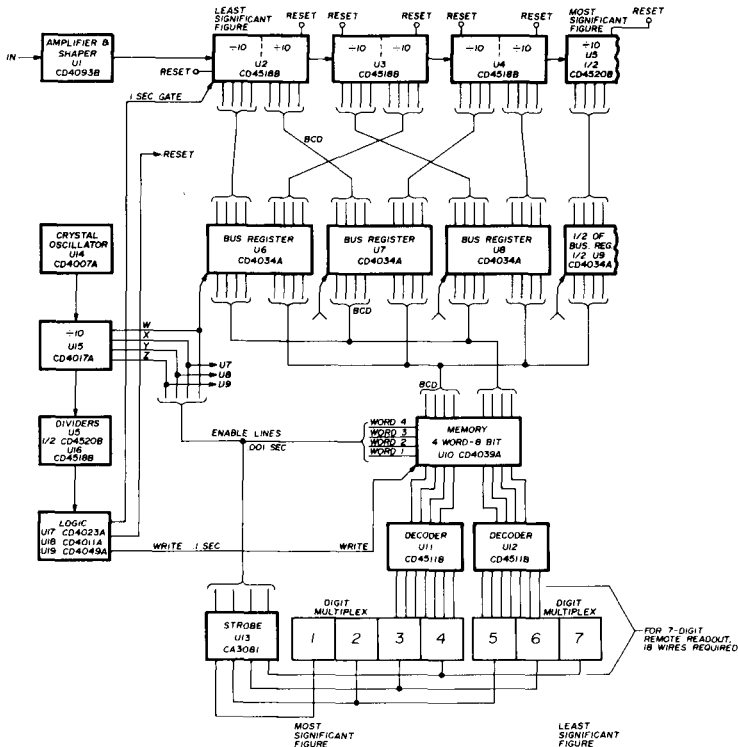 LEAST
SIGNIFICANT
FIGURE
RESET
RESET
RESET
RESET
MOST
SIGNIFICANT
FIGURE
RESET
IN
AMPLIFIER &
SHAPER
U1
CD4093B
÷10 ÷10
U2
CD4518B
÷10 ÷10
U3
CD4518B
÷10 ÷10
U4
CD4518B
÷10
U5
1/2
CD4520B
RESET
1 SEC GATE
BCD
RESET
CRYSTAL
OSCILLATOR
U14
CD4007A
BUS REGISTER
U6
CD4034A
BUS REGISTER
U7
CD4034A
BUS REGISTER
U8
CD4034A
1/2 OF
BUS. REG.
1/2 U9
CD4034A
BCD
÷10
U15
CD4017A
W
X
Y
Z
U7
U8
U9
BCD
DIVIDERS
U5
1/2 CD4520B
U16
CD4518B
ENABLE LINES
.001 SEC
WORD 4
WORD 3
WORD 2
WORD 1
MEMORY
4 WORD-8 BIT
U10 CD4039A
LOGIC
U17 CD4023A
U18 CD4011A
U19 CD4049A
WRITE .1 SEC
WRITE
DECODER
U11
CD4511B
DECODER
U12
CD4511B
STROBE
U13
CA3081
DIGIT
MULTIPLEX
DIGIT
MULTIPLEX
1 2 3 4 5 6 7
FOR 7-DIGIT
REMOTE READOUT,
18 WIRES REQUIRED
MOST
SIGNIFICANT
FIGURE
LEAST
SIGNIFICANT
FIGURE